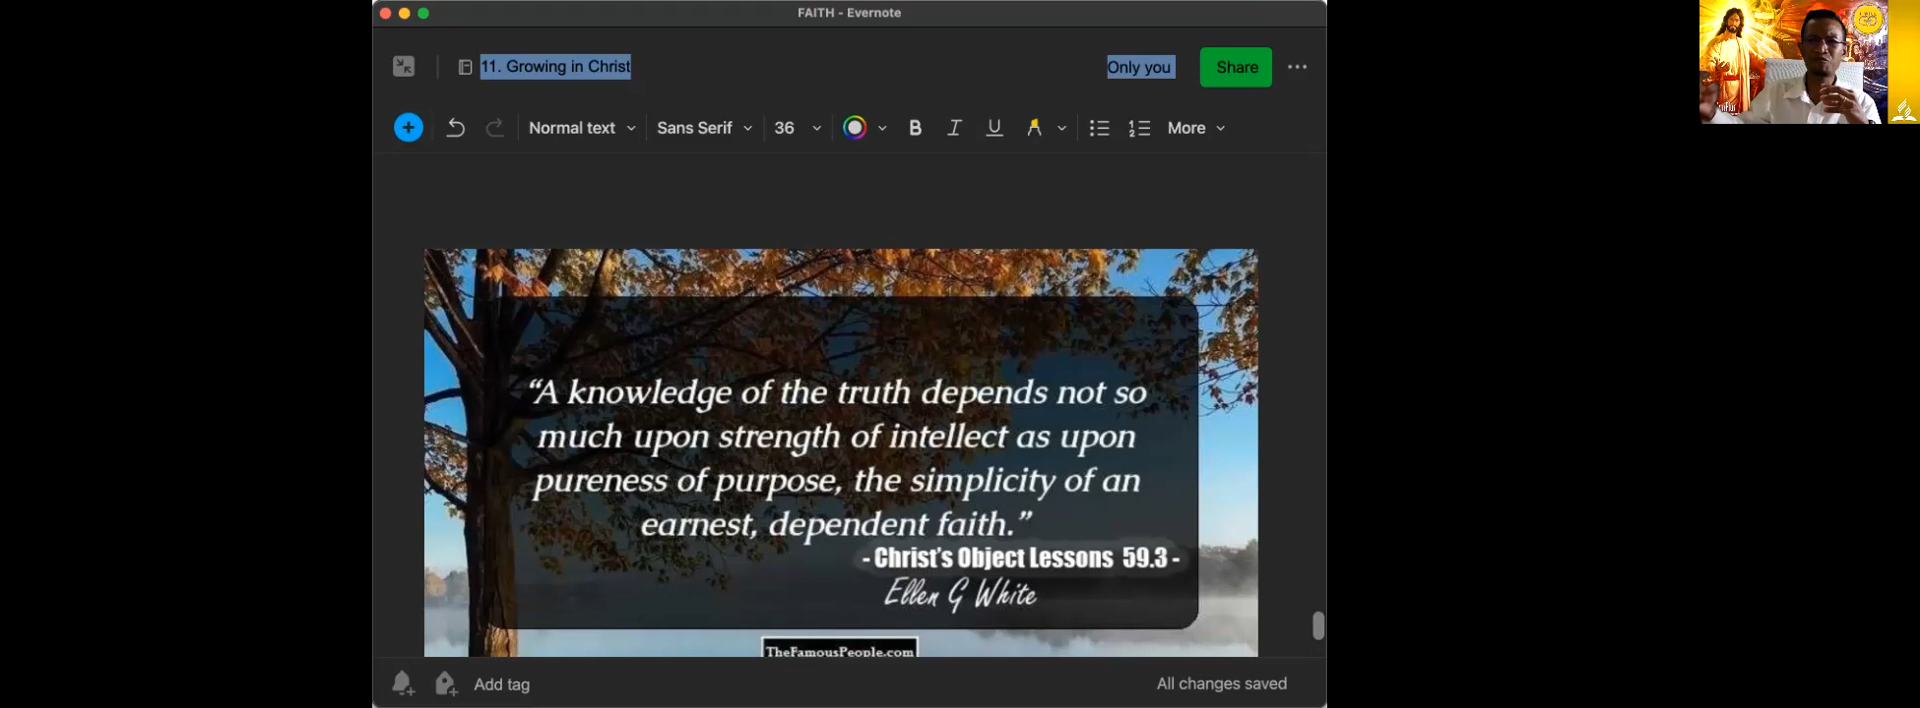 FAITH - Evernote
11. Growing in Christ
Only you
Share
Normal text
Sans Serif
36
B I U
More
“A knowledge of the truth depends not so
much upon strength of intellect as upon
pureness of purpose, the simplicity of an
earnest, dependent faith.”
- Christ's Object Lessons 59.3 -
Ellen G White
TheFamousPeople.com
Add tag
All changes saved